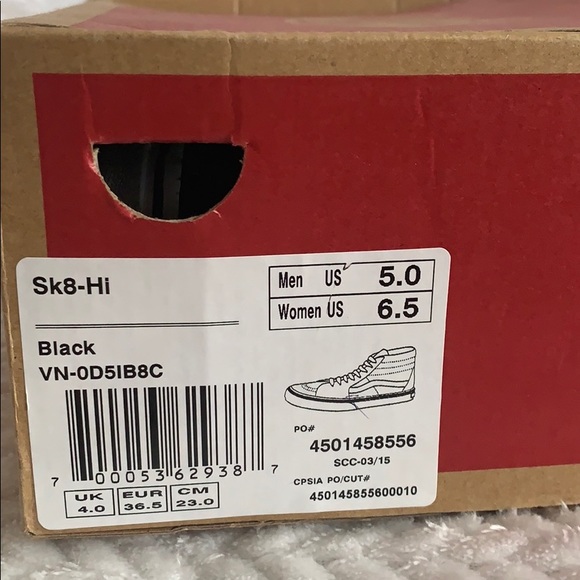 Sk8-Hi
Men US 5.0
Women US 6.5
Black
VN-0D5IB8C
PO#
4501458556
SCC-03/15
CPSIA PO/CUT#
450145855600010
7 00053 62938 7
UK EUR CM
4.0 36.5 23.0